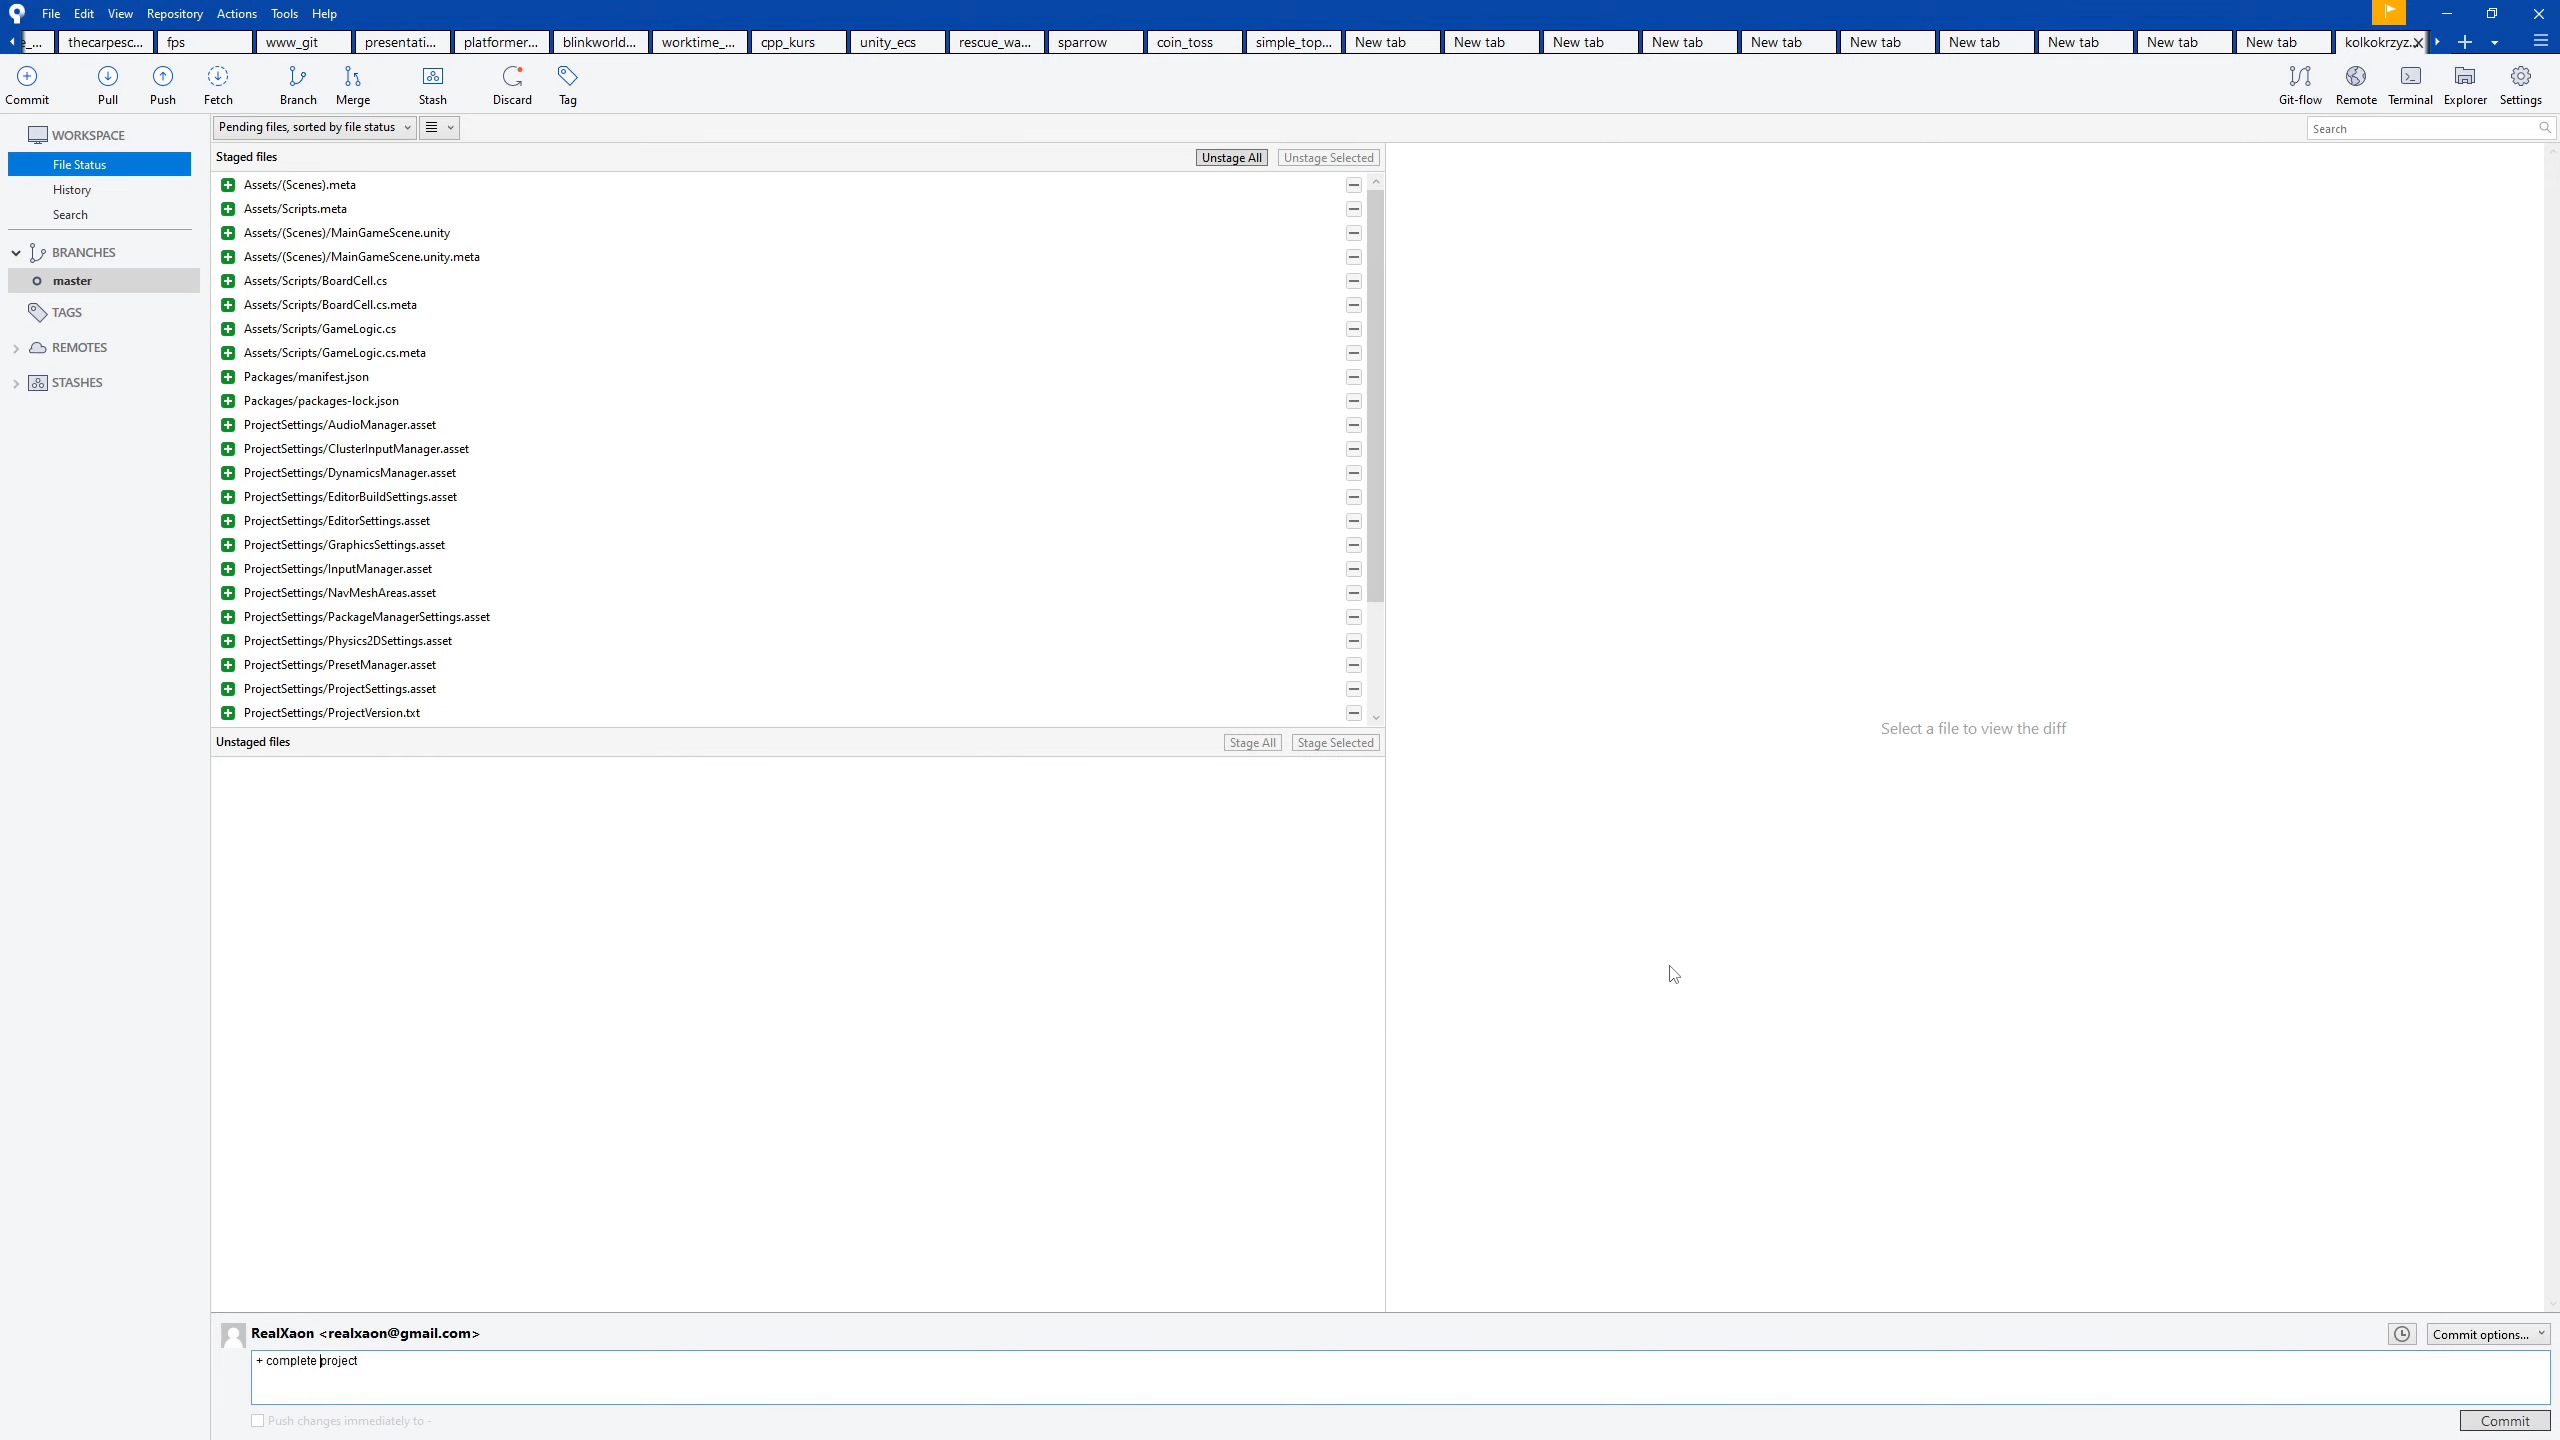 File Edit View Repository Actions Tools Help
e_... thecarpesc... fps www_git presentati... platformer... blinkworld... worktime_... cpp_kurs unity_ecs rescue_wa... sparrow coin_toss simple_top... New tab New tab New tab New tab New tab New tab New tab New tab New tab New tab kolkokrzyz...
Commit Pull Push Fetch Branch Merge Stash Discard Tag Git-flow Remote Terminal Explorer Settings
WORKSPACE
File Status
History
Search
BRANCHES
master
TAGS
REMOTES
STASHES
Pending files, sorted by file status
Search
Staged files Unstage All Unstage Selected
Assets/(Scenes).meta
Assets/Scripts.meta
Assets/(Scenes)/MainGameScene.unity
Assets/(Scenes)/MainGameScene.unity.meta
Assets/Scripts/BoardCell.cs
Assets/Scripts/BoardCell.cs.meta
Assets/Scripts/GameLogic.cs
Assets/Scripts/GameLogic.cs.meta
Packages/manifest.json
Packages/packages-lock.json
ProjectSettings/AudioManager.asset
ProjectSettings/ClusterInputManager.asset
ProjectSettings/DynamicsManager.asset
ProjectSettings/EditorBuildSettings.asset
ProjectSettings/EditorSettings.asset
ProjectSettings/GraphicsSettings.asset
ProjectSettings/InputManager.asset
ProjectSettings/NavMeshAreas.asset
ProjectSettings/PackageManagerSettings.asset
ProjectSettings/Physics2DSettings.asset
ProjectSettings/PresetManager.asset
ProjectSettings/ProjectSettings.asset
ProjectSettings/ProjectVersion.txt
Unstaged files Stage All Stage Selected
Select a file to view the diff
RealXaon <realxaon@gmail.com> Commit options...
+ complete project
Push changes immediately to -
Commit